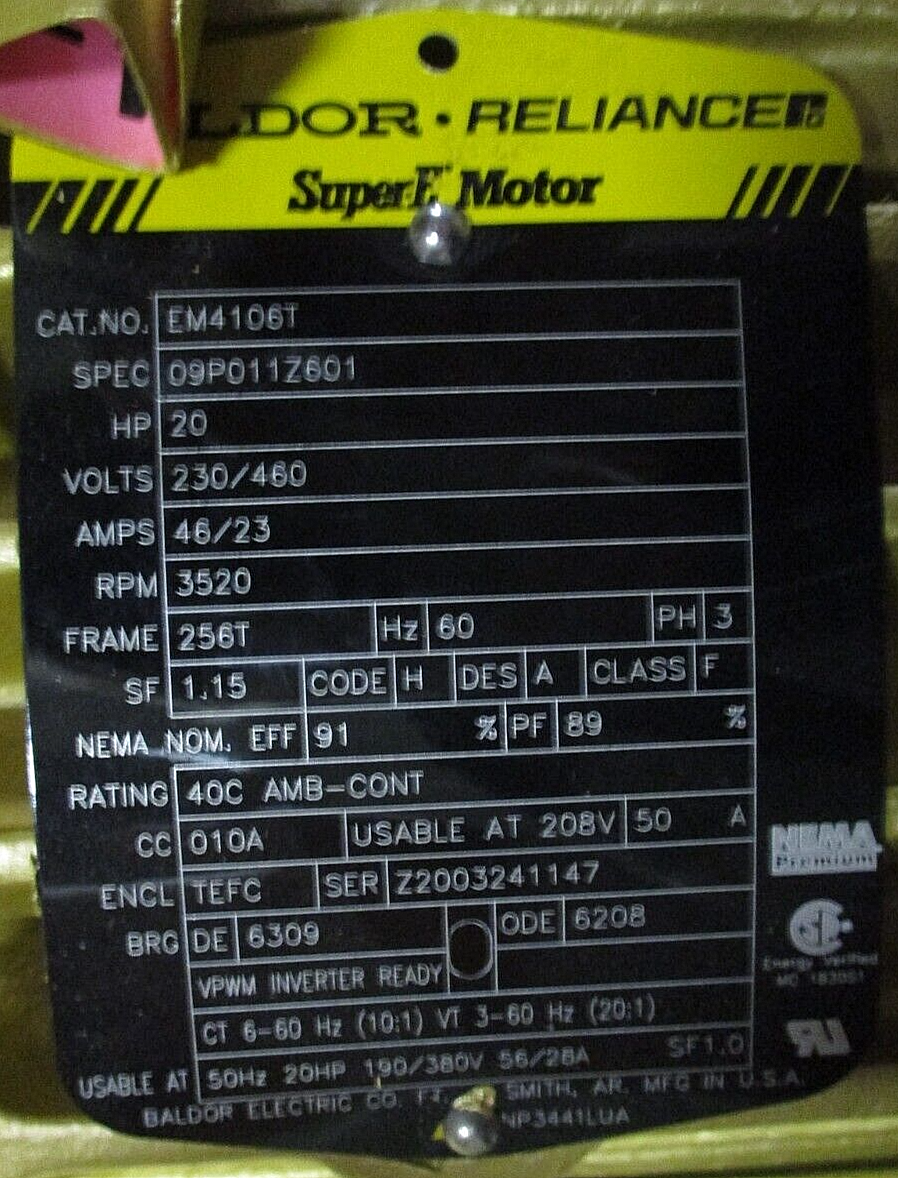 LDOR • RELIANCE
SuperE™ Motor
CAT.NO. EM4106T
SPEC 09P011Z601
HP 20
VOLTS 230/460
AMPS 46/23
RPM 3520
FRAME 256T Hz 60 PH 3
SF 1.15 CODE H DES A CLASS F
NEMA NOM. EFF 91 % PF 89 %
RATING 40C AMB-CONT
CC 010A USABLE AT 208V 50 A
NEMA
Premium
ENCL TEFC SER Z2003241147
BRG DE 6309 ODE 6208
Energy Verified
VPWM INVERTER READY
CT 6-60 Hz (10:1) VT 3-60 Hz (20:1)
USABLE AT 50Hz 20HP 190/380V 56/28A SF1.0
BALDOR ELECTRIC CO. FT. SMITH, AR. MFG IN U.S.A.
NP3441LUA